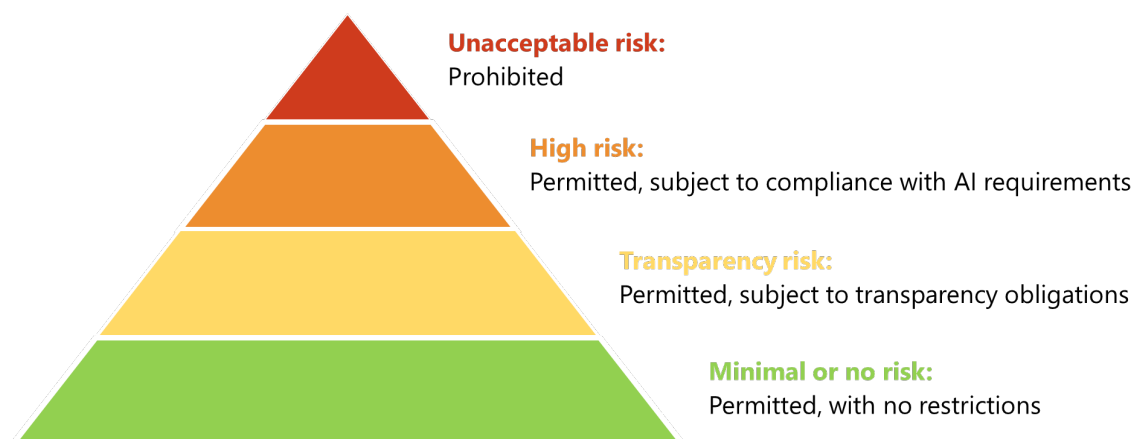 Unacceptable risk:
Prohibited
High risk:
Permitted, subject to compliance with AI requirements
Transparency risk:
Permitted, subject to transparency obligations
Minimal or no risk:
Permitted, with no restrictions